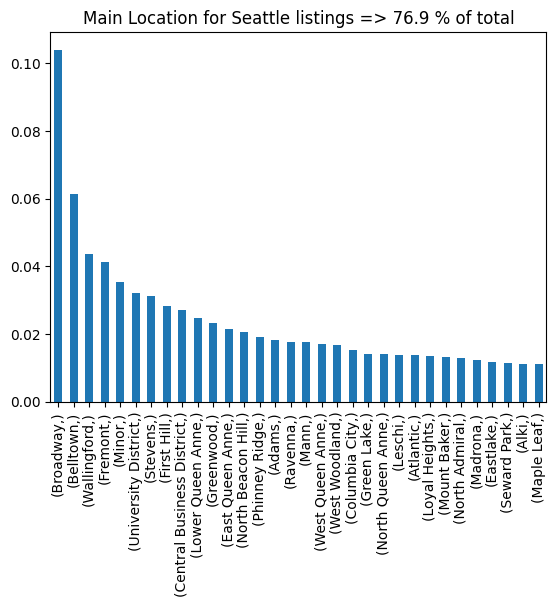 Main Location for Seattle listings => 76.9 % of total
0.10
0.08
0.06
0.04
0.02
0.00
(Broadway,)
(Belltown,)
(Wallingford,)
(Fremont,)
(Minor,)
(University District,)
(Stevens,)
(First Hill,)
(Central Business District,)
(Lower Queen Anne,)
(Greenwood,)
(East Queen Anne,)
(North Beacon Hill,)
(Phinney Ridge,)
(Adams,)
(Ravenna,)
(Mann,)
(West Queen Anne,)
(West Woodland,)
(Columbia City,)
(Green Lake,)
(North Queen Anne,)
(Leschi,)
(Atlantic,)
(Loyal Heights,)
(Mount Baker,)
(North Admiral,)
(Madrona,)
(Eastlake,)
(Seward Park,)
(Alki,)
(Maple Leaf,)